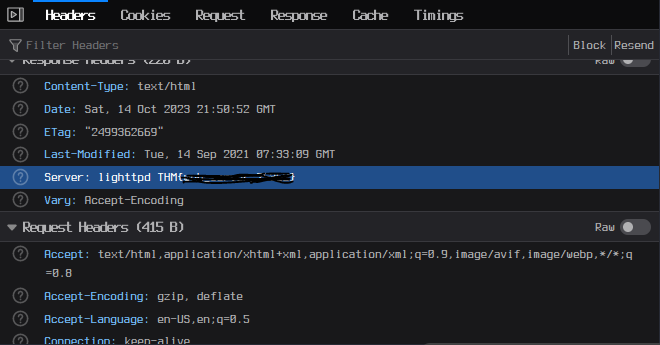 Headers Cookies Request Response Cache Timings
Filter Headers Block Resend
Response Headers (220 B) Raw
Content-Type: text/html
Date: Sat, 14 Oct 2023 21:50:52 GMT
ETag: "2499362669"
Last-Modified: Tue, 14 Sep 2021 07:33:09 GMT
Server: lighttpd THM{ }
Vary: Accept-Encoding
Request Headers (415 B) Raw
Accept: text/html,application/xhtml+xml,application/xml;q=0.9,image/avif,image/webp,*/*;q
=0.8
Accept-Encoding: gzip, deflate
Accept-Language: en-US,en;q=0.5
Connection: keep-alive